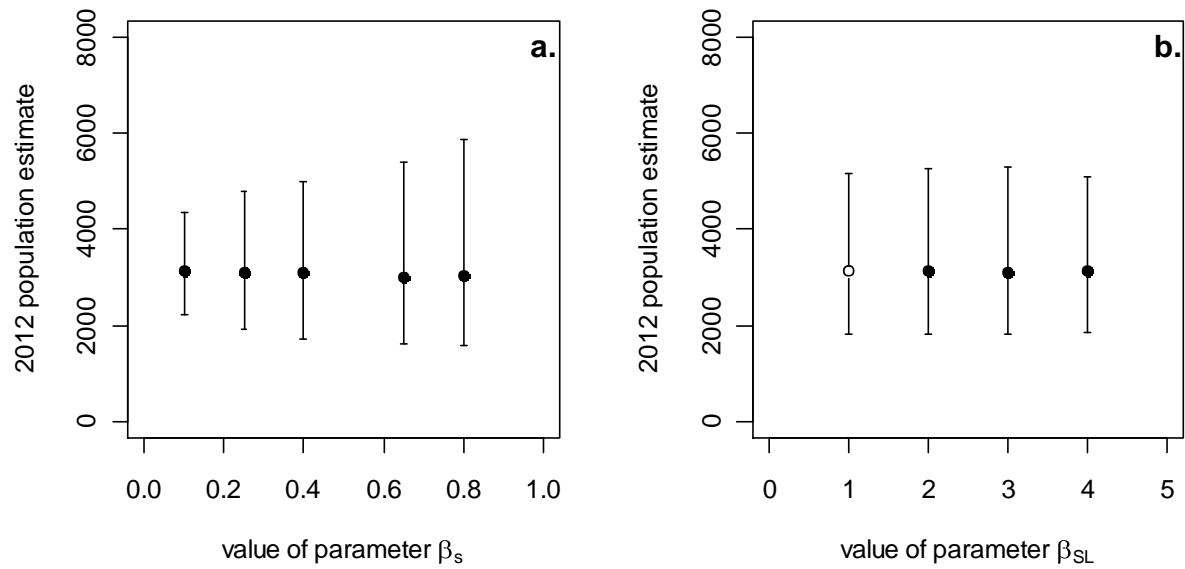 a.
2012 population estimate
8000
6000
4000
2000
0
0.0 0.2 0.4 0.6 0.8 1.0
value of parameter βs
b.
2012 population estimate
8000
6000
4000
2000
0
0 1 2 3 4 5
value of parameter βSL